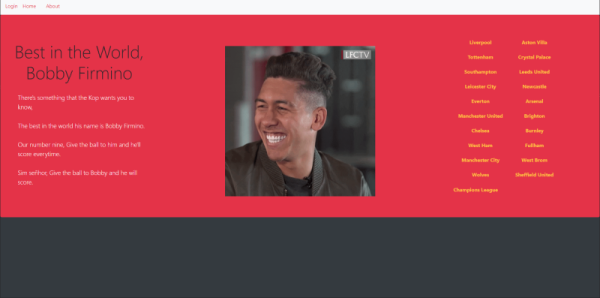 Login Home About
Best in the World,
Bobby Firmino
There's something that the Kop wants you to
know,
The best in the world his name is Bobby Firmino.
Our number nine, Give the ball to him and he'll
score everytime.
Sim señhor, Give the ball to Bobby and he will
score.
LFCTV
Liverpool Aston Villa
Tottenham Crystal Palace
Southampton Leeds United
Leicester City Newcastle
Everton Arsenal
Manchester United Brighton
Chelsea Burnley
West Ham Fullham
Manchester City West Brom
Wolves Sheffield United
Champions League